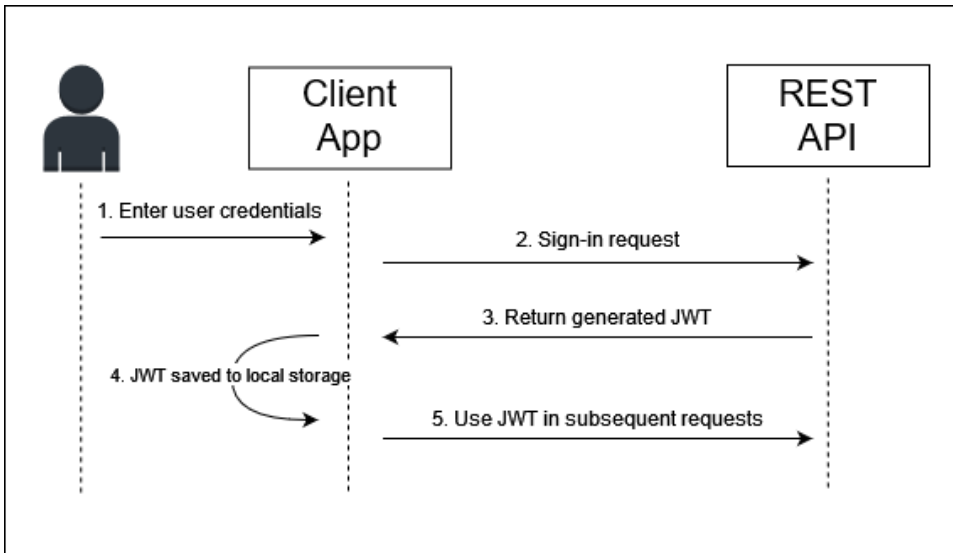 Client
App
REST
API
1. Enter user credentials
2. Sign-in request
3. Return generated JWT
4. JWT saved to local storage
5. Use JWT in subsequent requests